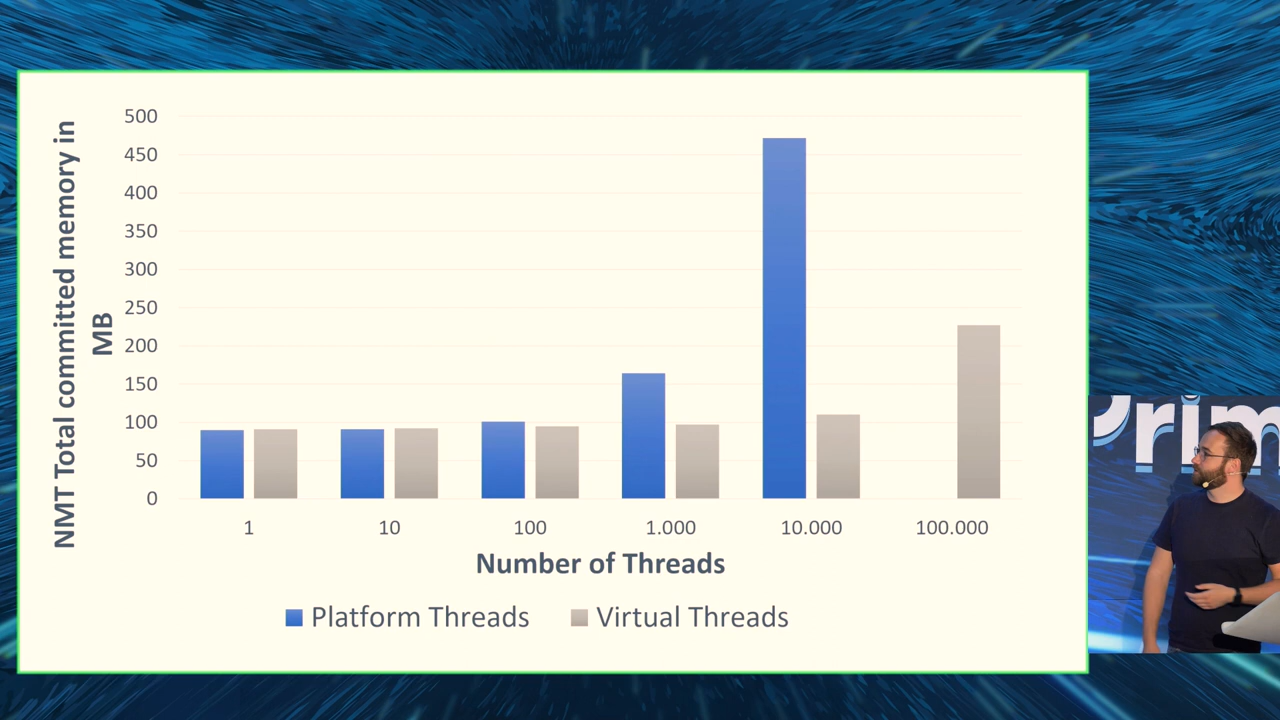 NMT Total committed memory in
MB
500
450
400
350
300
250
200
150
100
50
0
1 10 100 1.000 10.000 100.000
Number of Threads
Platform Threads Virtual Threads